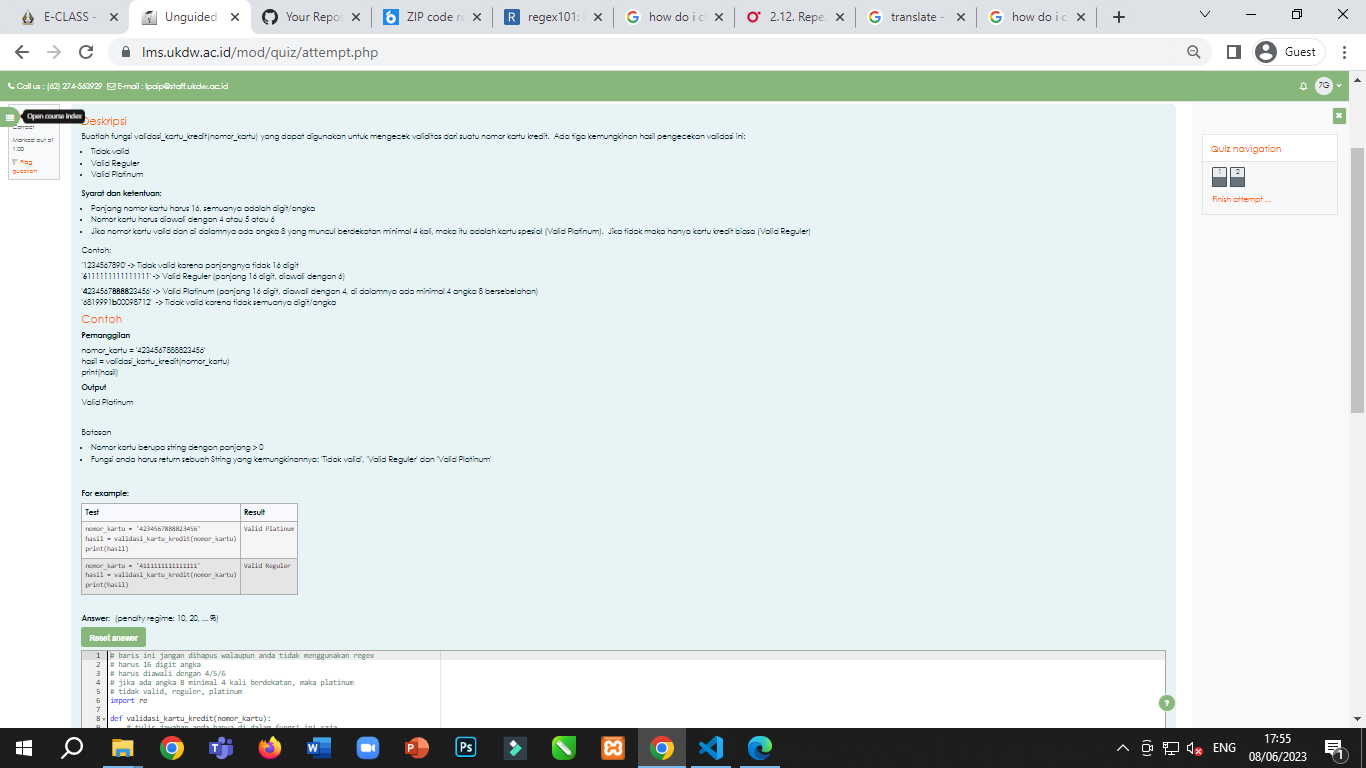 E-CLASS -
Unguided
Your Repos
ZIP code re
regex101:
how do i c
2.12. Repe
translate -
how do i c
lms.ukdw.ac.id/mod/quiz/attempt.php
Guest
Call us : (62) 274-563929 E-mail : lpaip@staff.ukdw.ac.id
7G
Open course index
Correct
Marked out of
1.00
Flag
question
Deskripsi
Buatlah fungsi validasi_kartu_kredit(nomor_kartu) yang dapat digunakan untuk mengecek validitas dari suatu nomor kartu kredit. Ada tiga kemungkinan hasil pengecekan validasi ini:
• Tidak valid
• Valid Reguler
• Valid Platinum
Syarat dan ketentuan:
• Panjang nomor kartu harus 16, semuanya adalah digit/angka
• Nomor kartu harus diawali dengan 4 atau 5 atau 6
• Jika nomor kartu valid dan di dalamnya ada angka 8 yang muncul berdekatan minimal 4 kali, maka itu adalah kartu spesial (Valid Platinum). Jika tidak maka hanya kartu kredit biasa (Valid Reguler)
Contoh:
'1234567890' -> Tidak valid karena panjangnya tidak 16 digit
'6111111111111111' -> Valid Reguler (panjang 16 digit, diawali dengan 6)
'4234567888823456' -> Valid Platinum (panjang 16 digit, diawali dengan 4, di dalamnya ada minimal 4 angka 8 bersebelahan)
'6819991b00098712' -> Tidak valid karena tidak semuanya digit/angka
Contoh
Pemanggilan
nomor_kartu = '4234567888823456'
hasil = validasi_kartu_kredit(nomor_kartu)
print(hasil)
Output
Valid Platinum
Batasan
• Nomor kartu berupa string dengan panjang > 0
• Fungsi anda harus return sebuah String yang kemungkinannya: 'Tidak valid', 'Valid Reguler' dan 'Valid Platinum'
For example:
Test Result
nomor_kartu = '4234567888823456' Valid Platinum
hasil = validasi_kartu_kredit(nomor_kartu)
print(hasil)
nomor_kartu = '4111111111111111' Valid Reguler
hasil = validasi_kartu_kredit(nomor_kartu)
print(hasil)
Answer: (penalty regime: 10, 20, ... %)
Reset answer
1 # baris ini jangan dihapus walaupun anda tidak menggunakan regex
2 # harus 16 digit angka
3 # harus diawali dengan 4/5/6
4 # jika ada angka 8 minimal 4 kali berdekatan, maka platinum
5 # tidak valid, reguler, platinum
6 import re
7
8 def validasi_kartu_kredit(nomor_kartu):
9 # tulis jawaban anda hanya di dalam fungsi ini saja
Quiz navigation
1 2
Finish attempt ...
?
ENG
17:55
08/06/2023
1